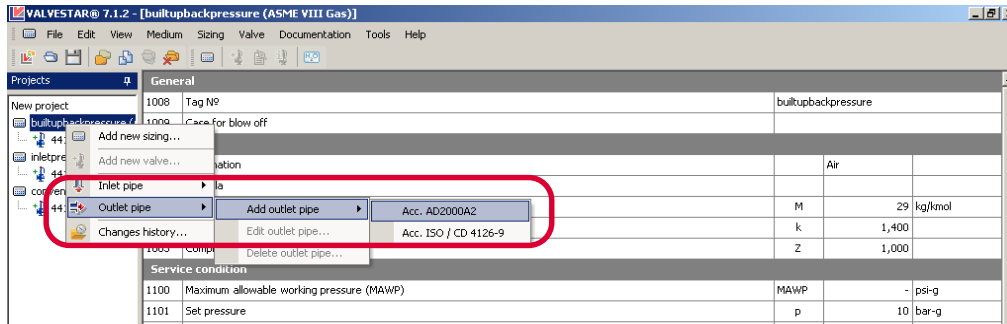 VALVESTAR® 7.1.2 - [builtupbackpressure (ASME VIII Gas)]
File Edit View Medium Sizing Valve Documentation Tools Help
Projects
General
New project
1008 Tag Nº builtupbackpressure
builtupbackpressure (
1009 Case for blow off
44
Add new sizing...
inletpre
Add new valve...
Air
44
Inlet pipe
conven
Outlet pipe Add outlet pipe Acc. AD2000A2 M 29 kg/kmol
44
Changes history... Edit outlet pipe... Acc. ISO / CD 4126-9 k 1,400
Delete outlet pipe... Z 1,000
Service condition
1100 Maximum allowable working pressure (MAWP) MAWP - psi-g
1101 Set pressure p 10 bar-g